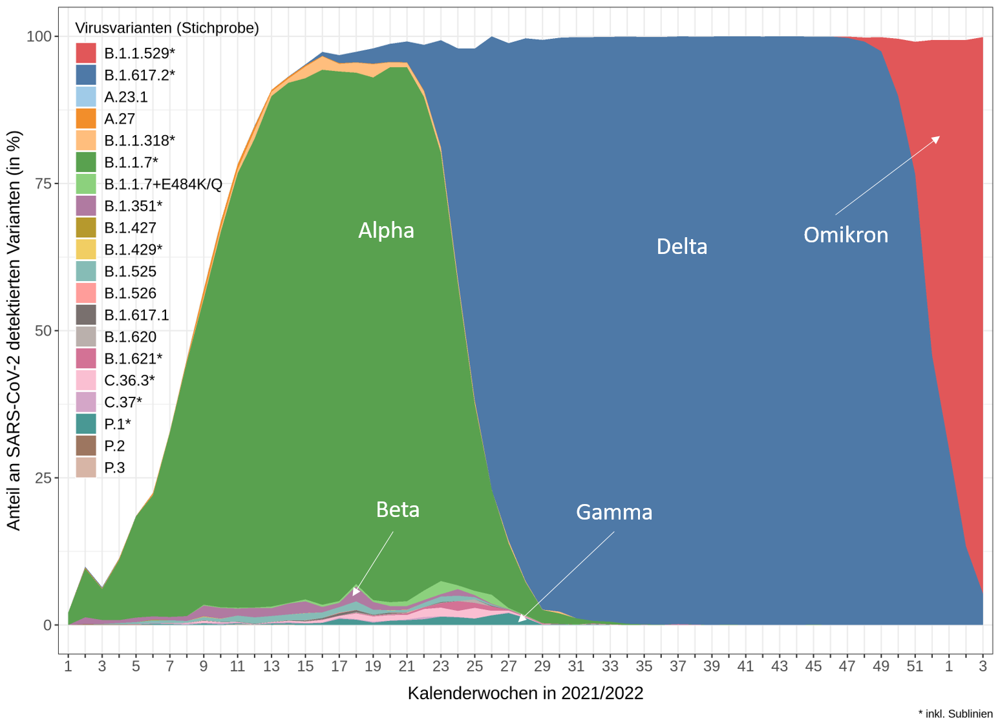 Virusvarianten (Stichprobe)
B.1.1.529*
B.1.617.2*
A.23.1
A.27
B.1.1.318*
B.1.1.7*
B.1.1.7+E484K/Q
B.1.351*
B.1.427
B.1.429*
B.1.525
B.1.526
B.1.617.1
B.1.620
B.1.621*
C.36.3*
C.37*
P.1*
P.2
P.3
Anteil an SARS-CoV-2 detektierten Varianten (in %)
100
75
50
25
0
Alpha
Delta
Omikron
Beta
Gamma
1 3 5 7 9 11 13 15 17 19 21 23 25 27 29 31 33 35 37 39 41 43 45 47 49 51 1 3
Kalenderwochen in 2021/2022
* inkl. Sublinien